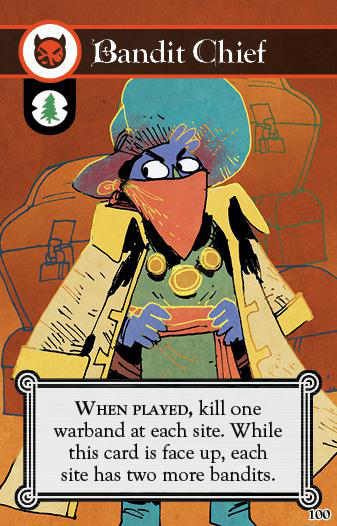 Bandit Chief
WHEN PLAYED, kill one
warband at each site. While
this card is face up, each
site has two more bandits.
100